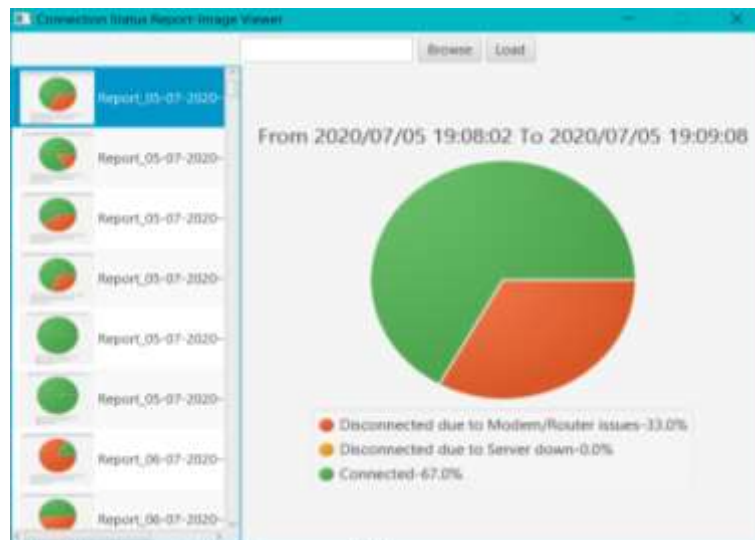 Connection Status Report Image Viewer
Browse Load
Report_05-07-2020-
Report_05-07-2020-
Report_05-07-2020-
Report_05-07-2020-
Report_05-07-2020-
Report_05-07-2020-
Report_06-07-2020-
Report_06-07-2020-
From 2020/07/05 19:08:02 To 2020/07/05 19:09:08
Disconnected due to Modem/Router issues-33.0%
Disconnected due to Server down-0.0%
Connected-67.0%